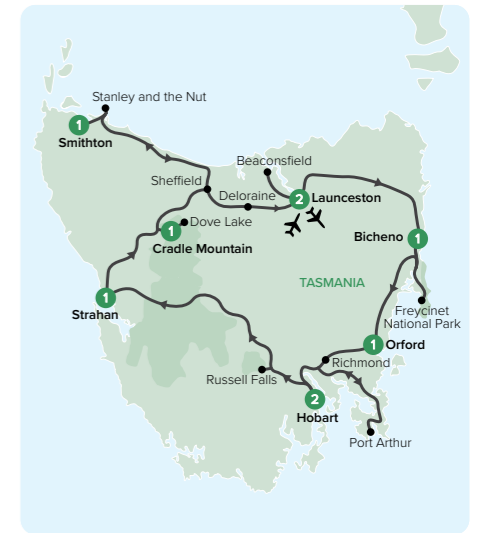 Stanley and the Nut
1
Smithton
Beaconsfield
Sheffield
Deloraine
2
Launceston
Dove Lake
1
Cradle Mountain
Bicheno
1
TASMANIA
1
Strahan
Freycinet
National Park
1
Orford
Richmond
Russell Falls
2
Hobart
Port Arthur